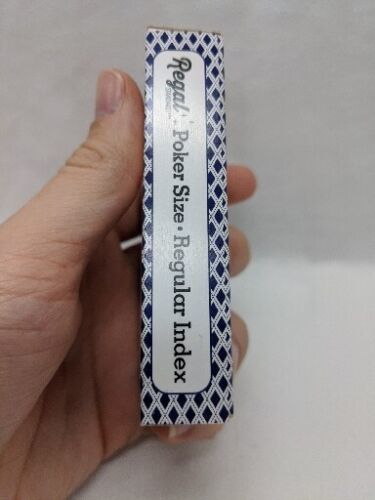 Regal
Poker Size • Regular Index